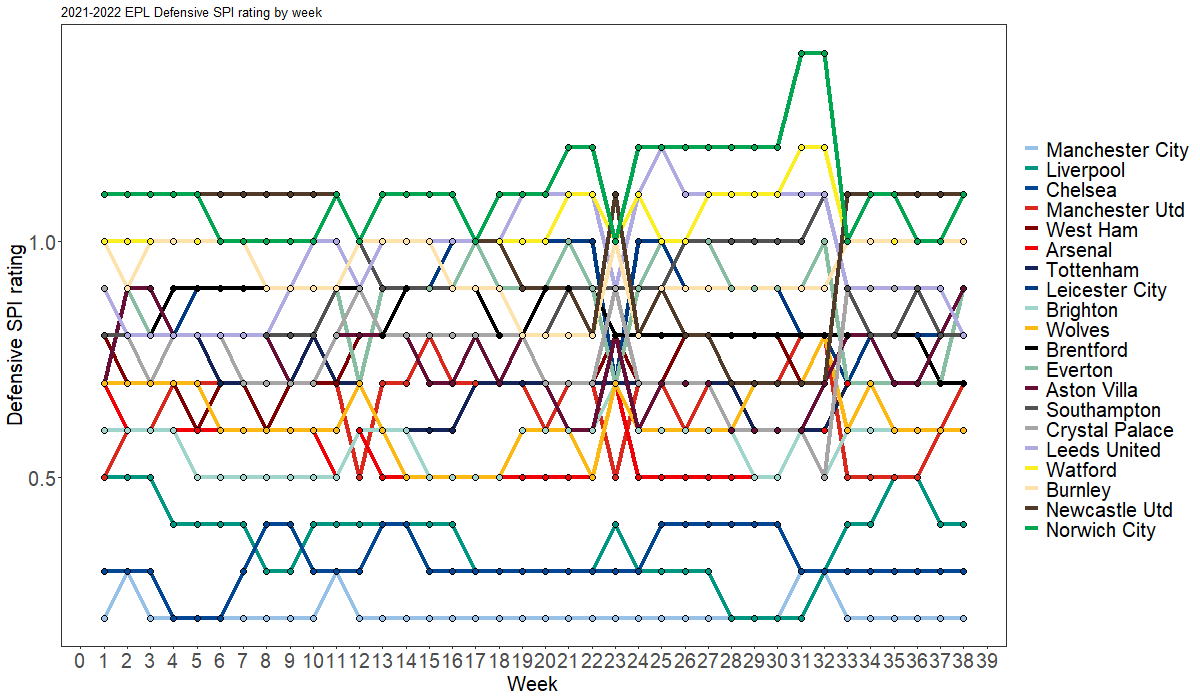 2021-2022 EPL Defensive SPI rating by week
Defensive SPI rating
1.0
0.5
0 1 2 3 4 5 6 7 8 9 10 11 12 13 14 15 16 17 18 19 20 21 22 23 24 25 26 27 28 29 30 31 32 33 34 35 36 37 38 39
Week
Manchester City
Liverpool
Chelsea
Manchester Utd
West Ham
Arsenal
Tottenham
Leicester City
Brighton
Wolves
Brentford
Everton
Aston Villa
Southampton
Crystal Palace
Leeds United
Watford
Burnley
Newcastle Utd
Norwich City